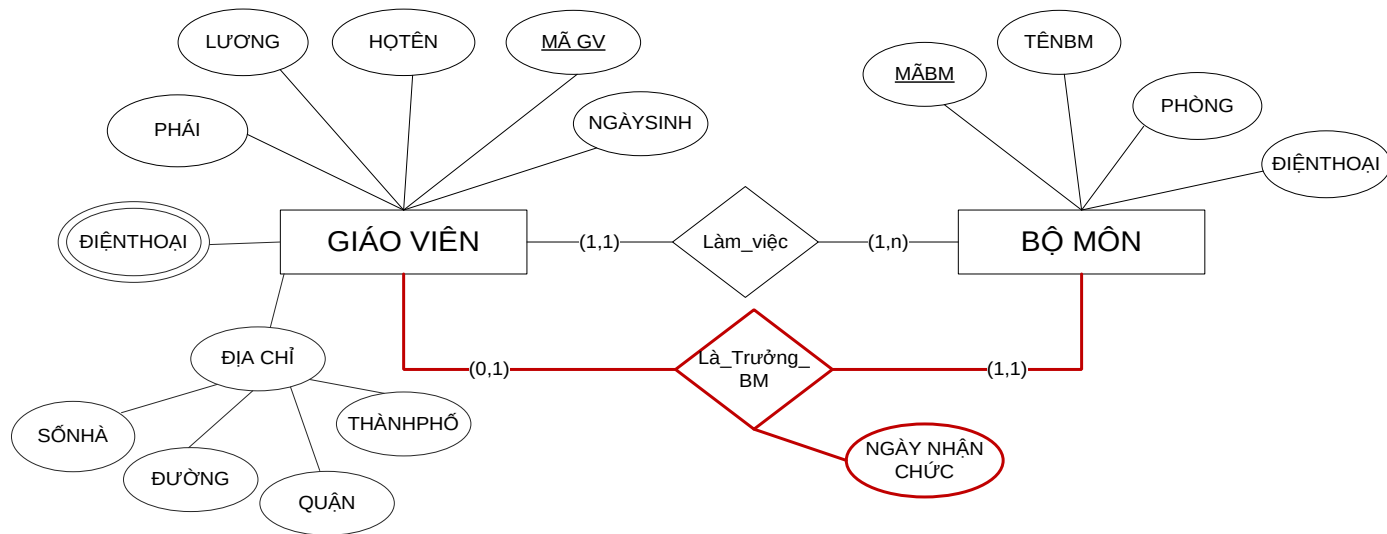 LƯƠNG
HỌTÊN
MÃ GV
TÊNBM
MÃBM
PHÁI
NGÀYSINH
PHÒNG
ĐIỆNTHOẠI
ĐIỆNTHOẠI
GIÁO VIÊN
(1,1)
Làm_việc
(1,n)
BỘ MÔN
ĐỊA CHỈ
(0,1)
Là_Trưởng_
BM
(1,1)
SỐNHÀ
THÀNHPHỐ
ĐƯỜNG
QUẬN
NGÀY NHẬN
CHỨC